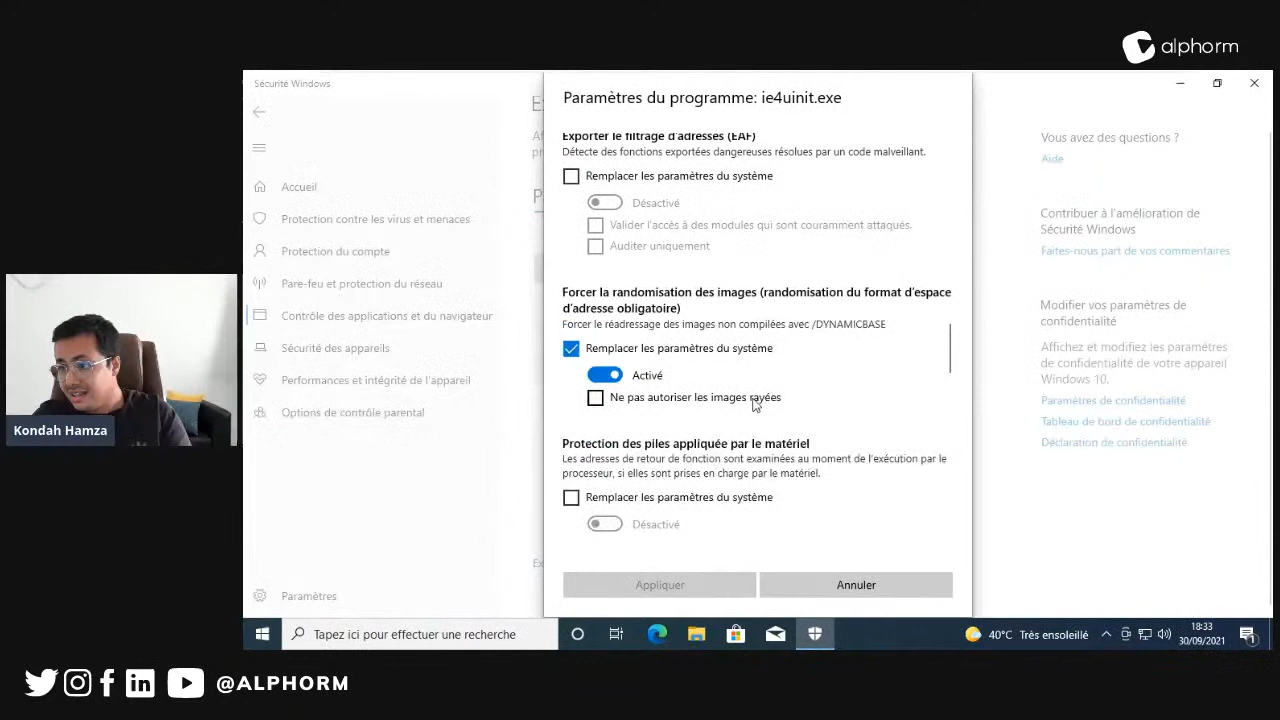 alphorm
Sécurité Windows
Paramètres du programme: ie4uinit.exe
Exporter le filtrage d'adresses (EAF)
Détecte des fonctions exportées dangereuses résolues par un code malveillant.
Remplacer les paramètres du système
Désactivé
Valider l'accès à des modules qui sont couramment attaqués.
Auditer uniquement
Forcer la randomisation des images (randomisation du format d'espace
d'adresse obligatoire)
Forcer le réadressage des images non compilées avec /DYNAMICBASE
Remplacer les paramètres du système
Activé
Ne pas autoriser les images rayées
Protection des piles appliquée par le matériel
Les adresses de retour de fonction sont examinées au moment de l'exécution par le
processeur, si elles sont prises en charge par le matériel.
Remplacer les paramètres du système
Désactivé
Appliquer
Annuler
Accueil
Protection contre les virus et menaces
Protection du compte
Pare-feu et protection du réseau
Contrôle des applications et du navigateur
Sécurité des appareils
Performances et intégrité de l'appareil
Options de contrôle parental
Paramètres
Vous avez des questions ?
Aide
Contribuer à l'amélioration de
Sécurité Windows
Faites-nous part de vos commentaires
Modifier vos paramètres de
confidentialité
Affichez et modifiez les paramètres
de confidentialité de votre appareil
Windows 10.
Paramètres de confidentialité
Tableau de bord de confidentialité
Déclaration de confidentialité
Kondah Hamza
Tapez ici pour effectuer une recherche
40°C Très ensoleillé
18:33
30/09/2021
@ALPHORM